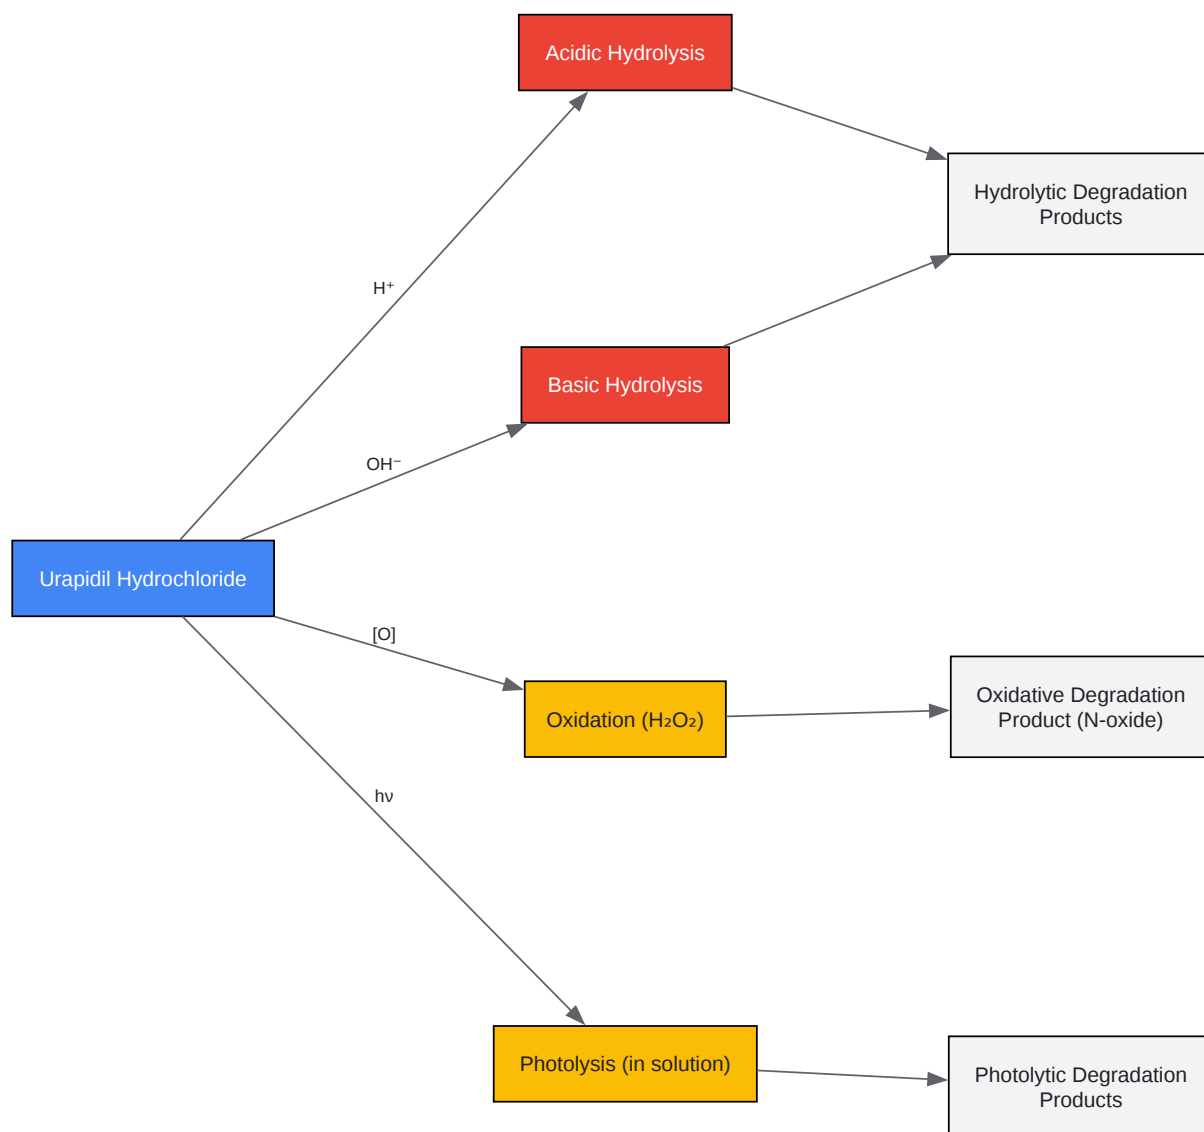 Acidic Hydrolysis
Hydrolytic Degradation
Products
H⁺
Basic Hydrolysis
OH⁻
Urapidil Hydrochloride
[O]
Oxidation (H₂O₂)
Oxidative Degradation
Product (N-oxide)
hν
Photolysis (in solution)
Photolytic Degradation
Products